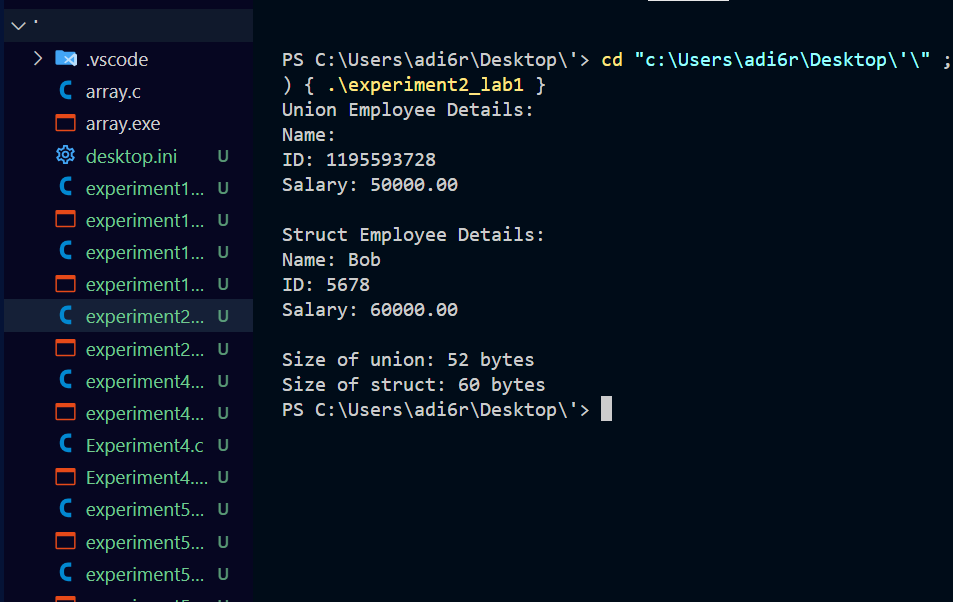 '
.vscode
array.c
array.exe
desktop.ini U
experiment1... U
experiment1... U
experiment1... U
experiment1... U
experiment2... U
experiment2... U
experiment4... U
experiment4... U
Experiment4.c U
Experiment4.... U
experiment5... U
experiment5... U
experiment5... U
PS C:\Users\adi6r\Desktop\'> cd "c:\Users\adi6r\Desktop\'\" ;
) { .\experiment2_lab1 }
Union Employee Details:
Name:
ID: 1195593728
Salary: 50000.00
Struct Employee Details:
Name: Bob
ID: 5678
Salary: 60000.00
Size of union: 52 bytes
Size of struct: 60 bytes
PS C:\Users\adi6r\Desktop\'>